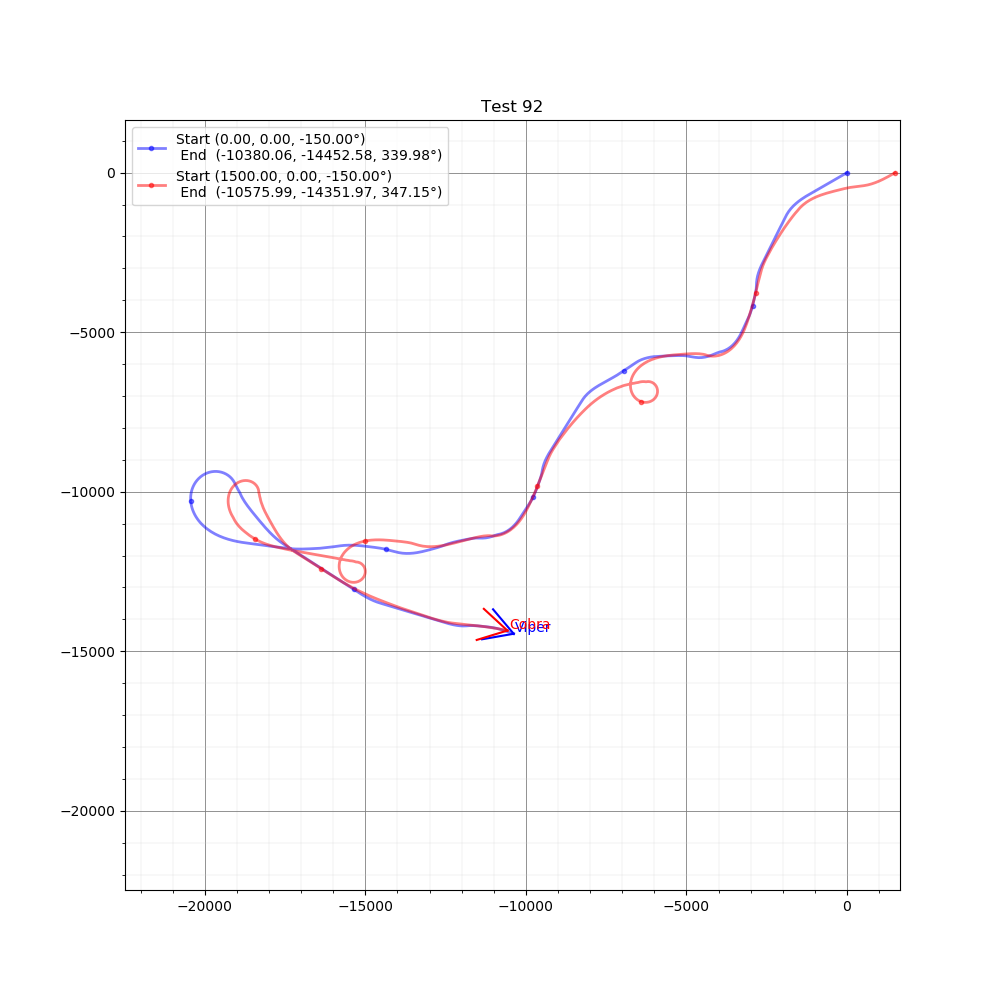 Test 92
Start (0.00, 0.00, -150.00°)
End (-10380.06, -14452.58, 339.98°)
Start (1500.00, 0.00, -150.00°)
End (-10575.99, -14351.97, 347.15°)
0
−5000
−10000
−15000
−20000
Cobra
Viper
−20000
−15000
−10000
−5000
0